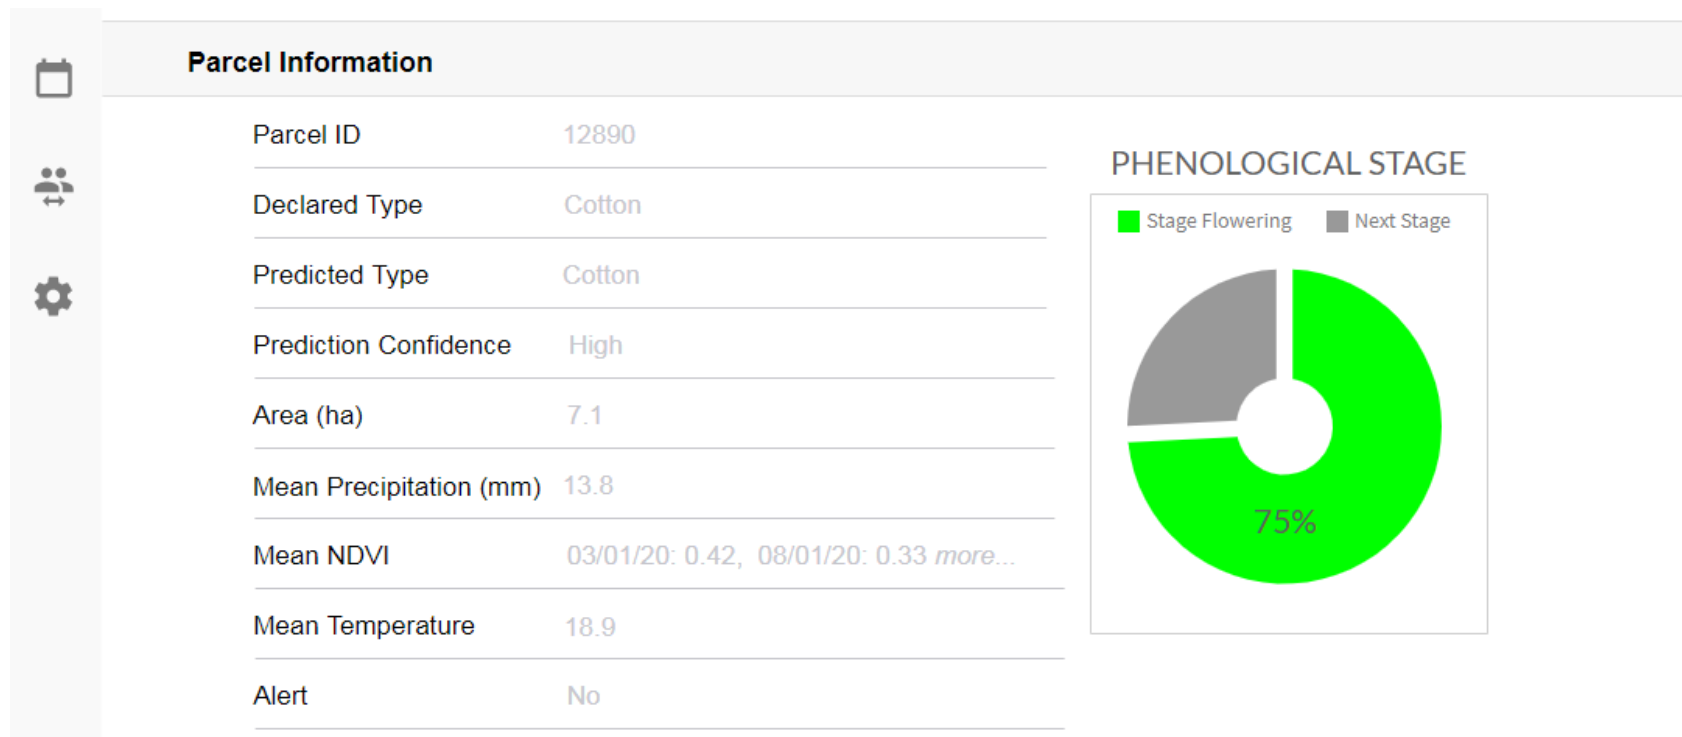 Parcel Information
Parcel ID 12890
Declared Type Cotton
Predicted Type Cotton
Prediction Confidence High
Area (ha) 7.1
Mean Precipitation (mm) 13.8
Mean NDVI 03/01/20: 0.42, 08/01/20: 0.33 more...
Mean Temperature 18.9
Alert No
PHENOLOGICAL STAGE
Stage Flowering Next Stage
75%